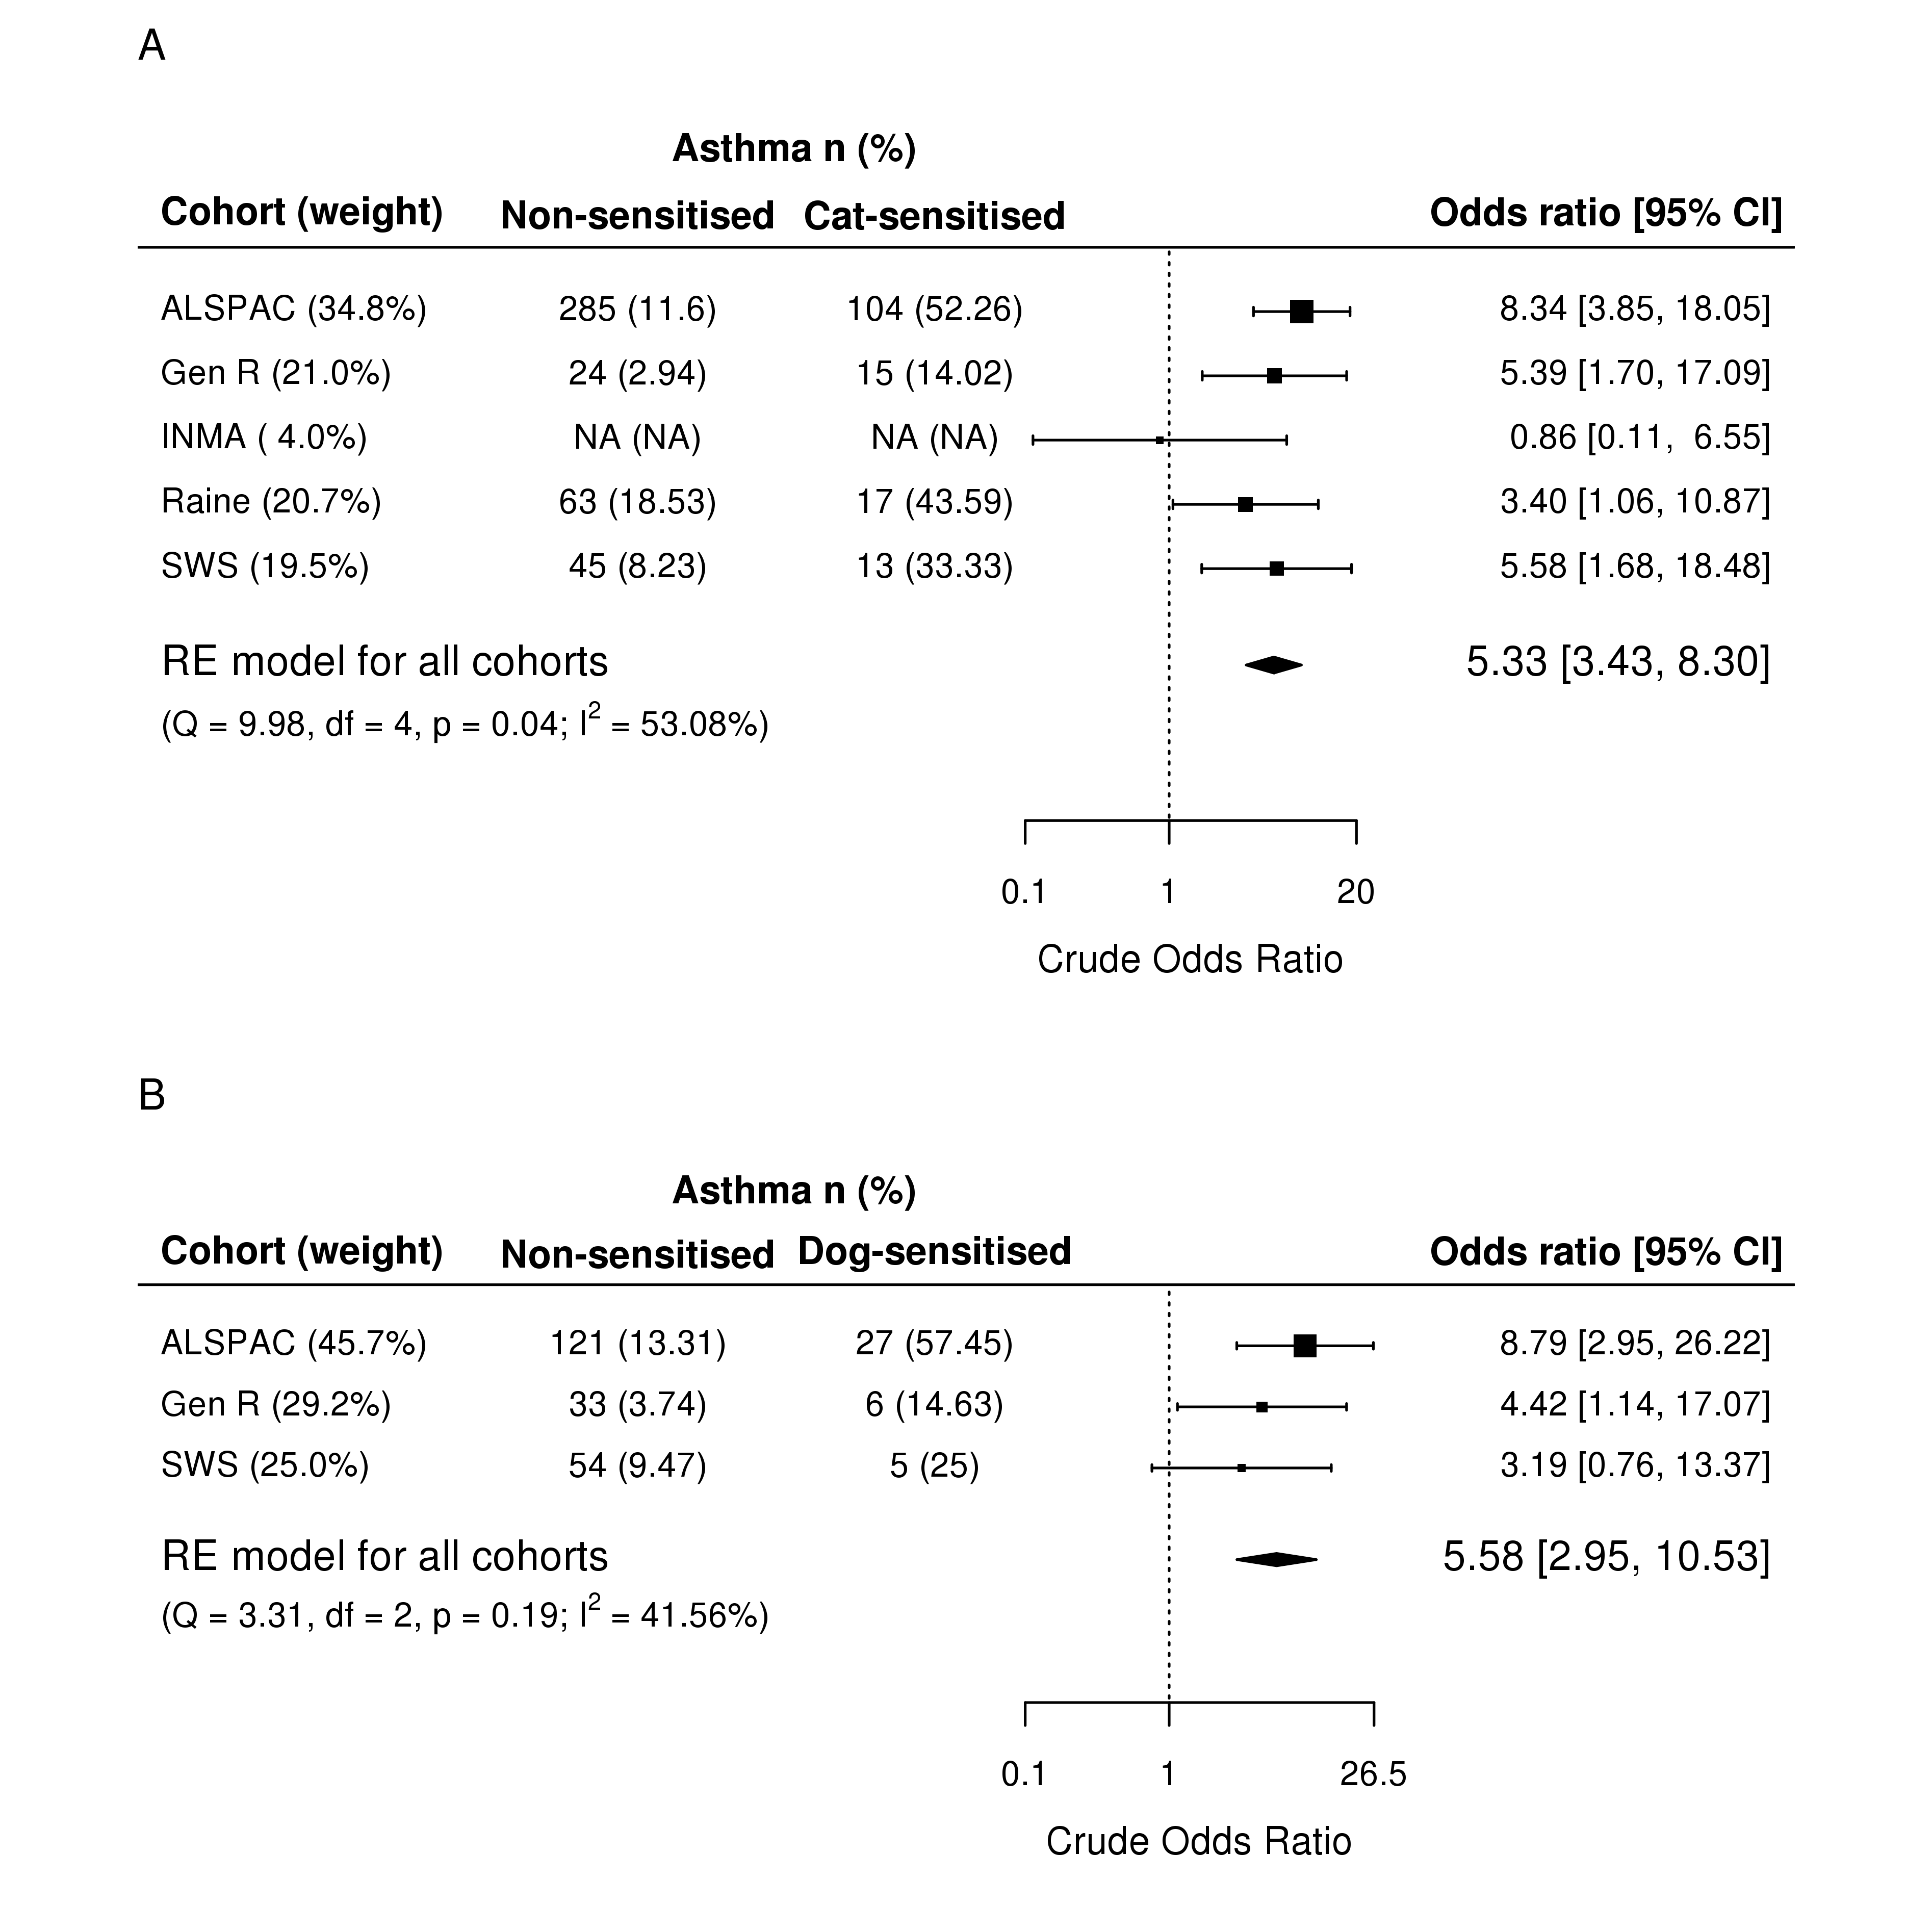 A
Asthma n (%)
Cohort (weight) Non-sensitised Cat-sensitised Odds ratio [95% CI]
ALSPAC (34.8%) 285 (11.6) 104 (52.26) 8.34 [3.85, 18.05]
Gen R (21.0%) 24 (2.94) 15 (14.02) 5.39 [1.70, 17.09]
INMA ( 4.0%) NA (NA) NA (NA) 0.86 [0.11, 6.55]
Raine (20.7%) 63 (18.53) 17 (43.59) 3.40 [1.06, 10.87]
SWS (19.5%) 45 (8.23) 13 (33.33) 5.58 [1.68, 18.48]
RE model for all cohorts 5.33 [3.43, 8.30]
(Q = 9.98, df = 4, p = 0.04; I² = 53.08%)
0.1 1 20
Crude Odds Ratio
B
Asthma n (%)
Cohort (weight) Non-sensitised Dog-sensitised Odds ratio [95% CI]
ALSPAC (45.7%) 121 (13.31) 27 (57.45) 8.79 [2.95, 26.22]
Gen R (29.2%) 33 (3.74) 6 (14.63) 4.42 [1.14, 17.07]
SWS (25.0%) 54 (9.47) 5 (25) 3.19 [0.76, 13.37]
RE model for all cohorts 5.58 [2.95, 10.53]
(Q = 3.31, df = 2, p = 0.19; I² = 41.56%)
0.1 1 26.5
Crude Odds Ratio